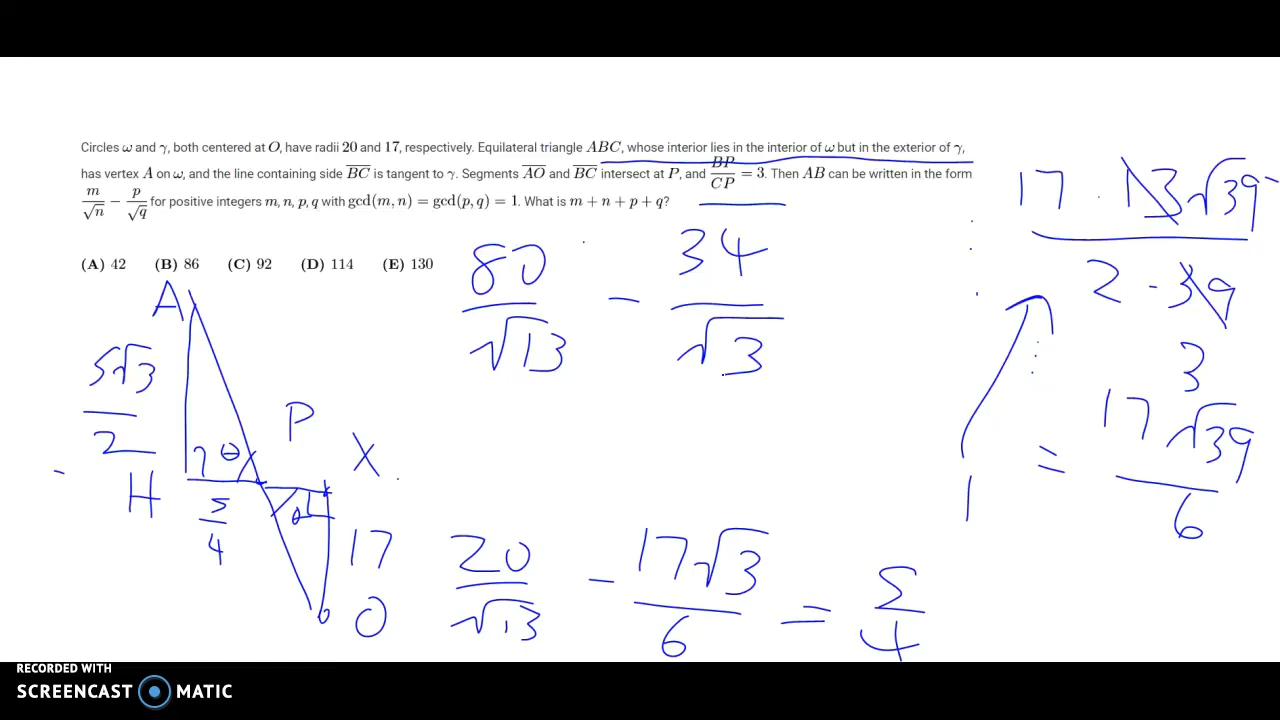 Circles ω and γ, both centered at O, have radii 20 and 17, respectively. Equilateral triangle ABC, whose interior lies in the interior of ω but in the exterior of γ,
has vertex A on ω, and the line containing side BC is tangent to γ. Segments AO and BC intersect at P, and BP/CP = 3. Then AB can be written in the form
m/√n − p/√q for positive integers m, n, p, q with gcd(m, n) = gcd(p, q) = 1. What is m + n + p + q?
(A) 42 (B) 86 (C) 92 (D) 114 (E) 130
80/√13 − 34/√3
17 · 13√39
2 · 39
3
= 17√39/6
1
A
5√3/2
θ
P
X
H
5/4
θ
17
O
20/√13 − 17√3/6 = 5/4
RECORDED WITH
SCREENCAST MATIC